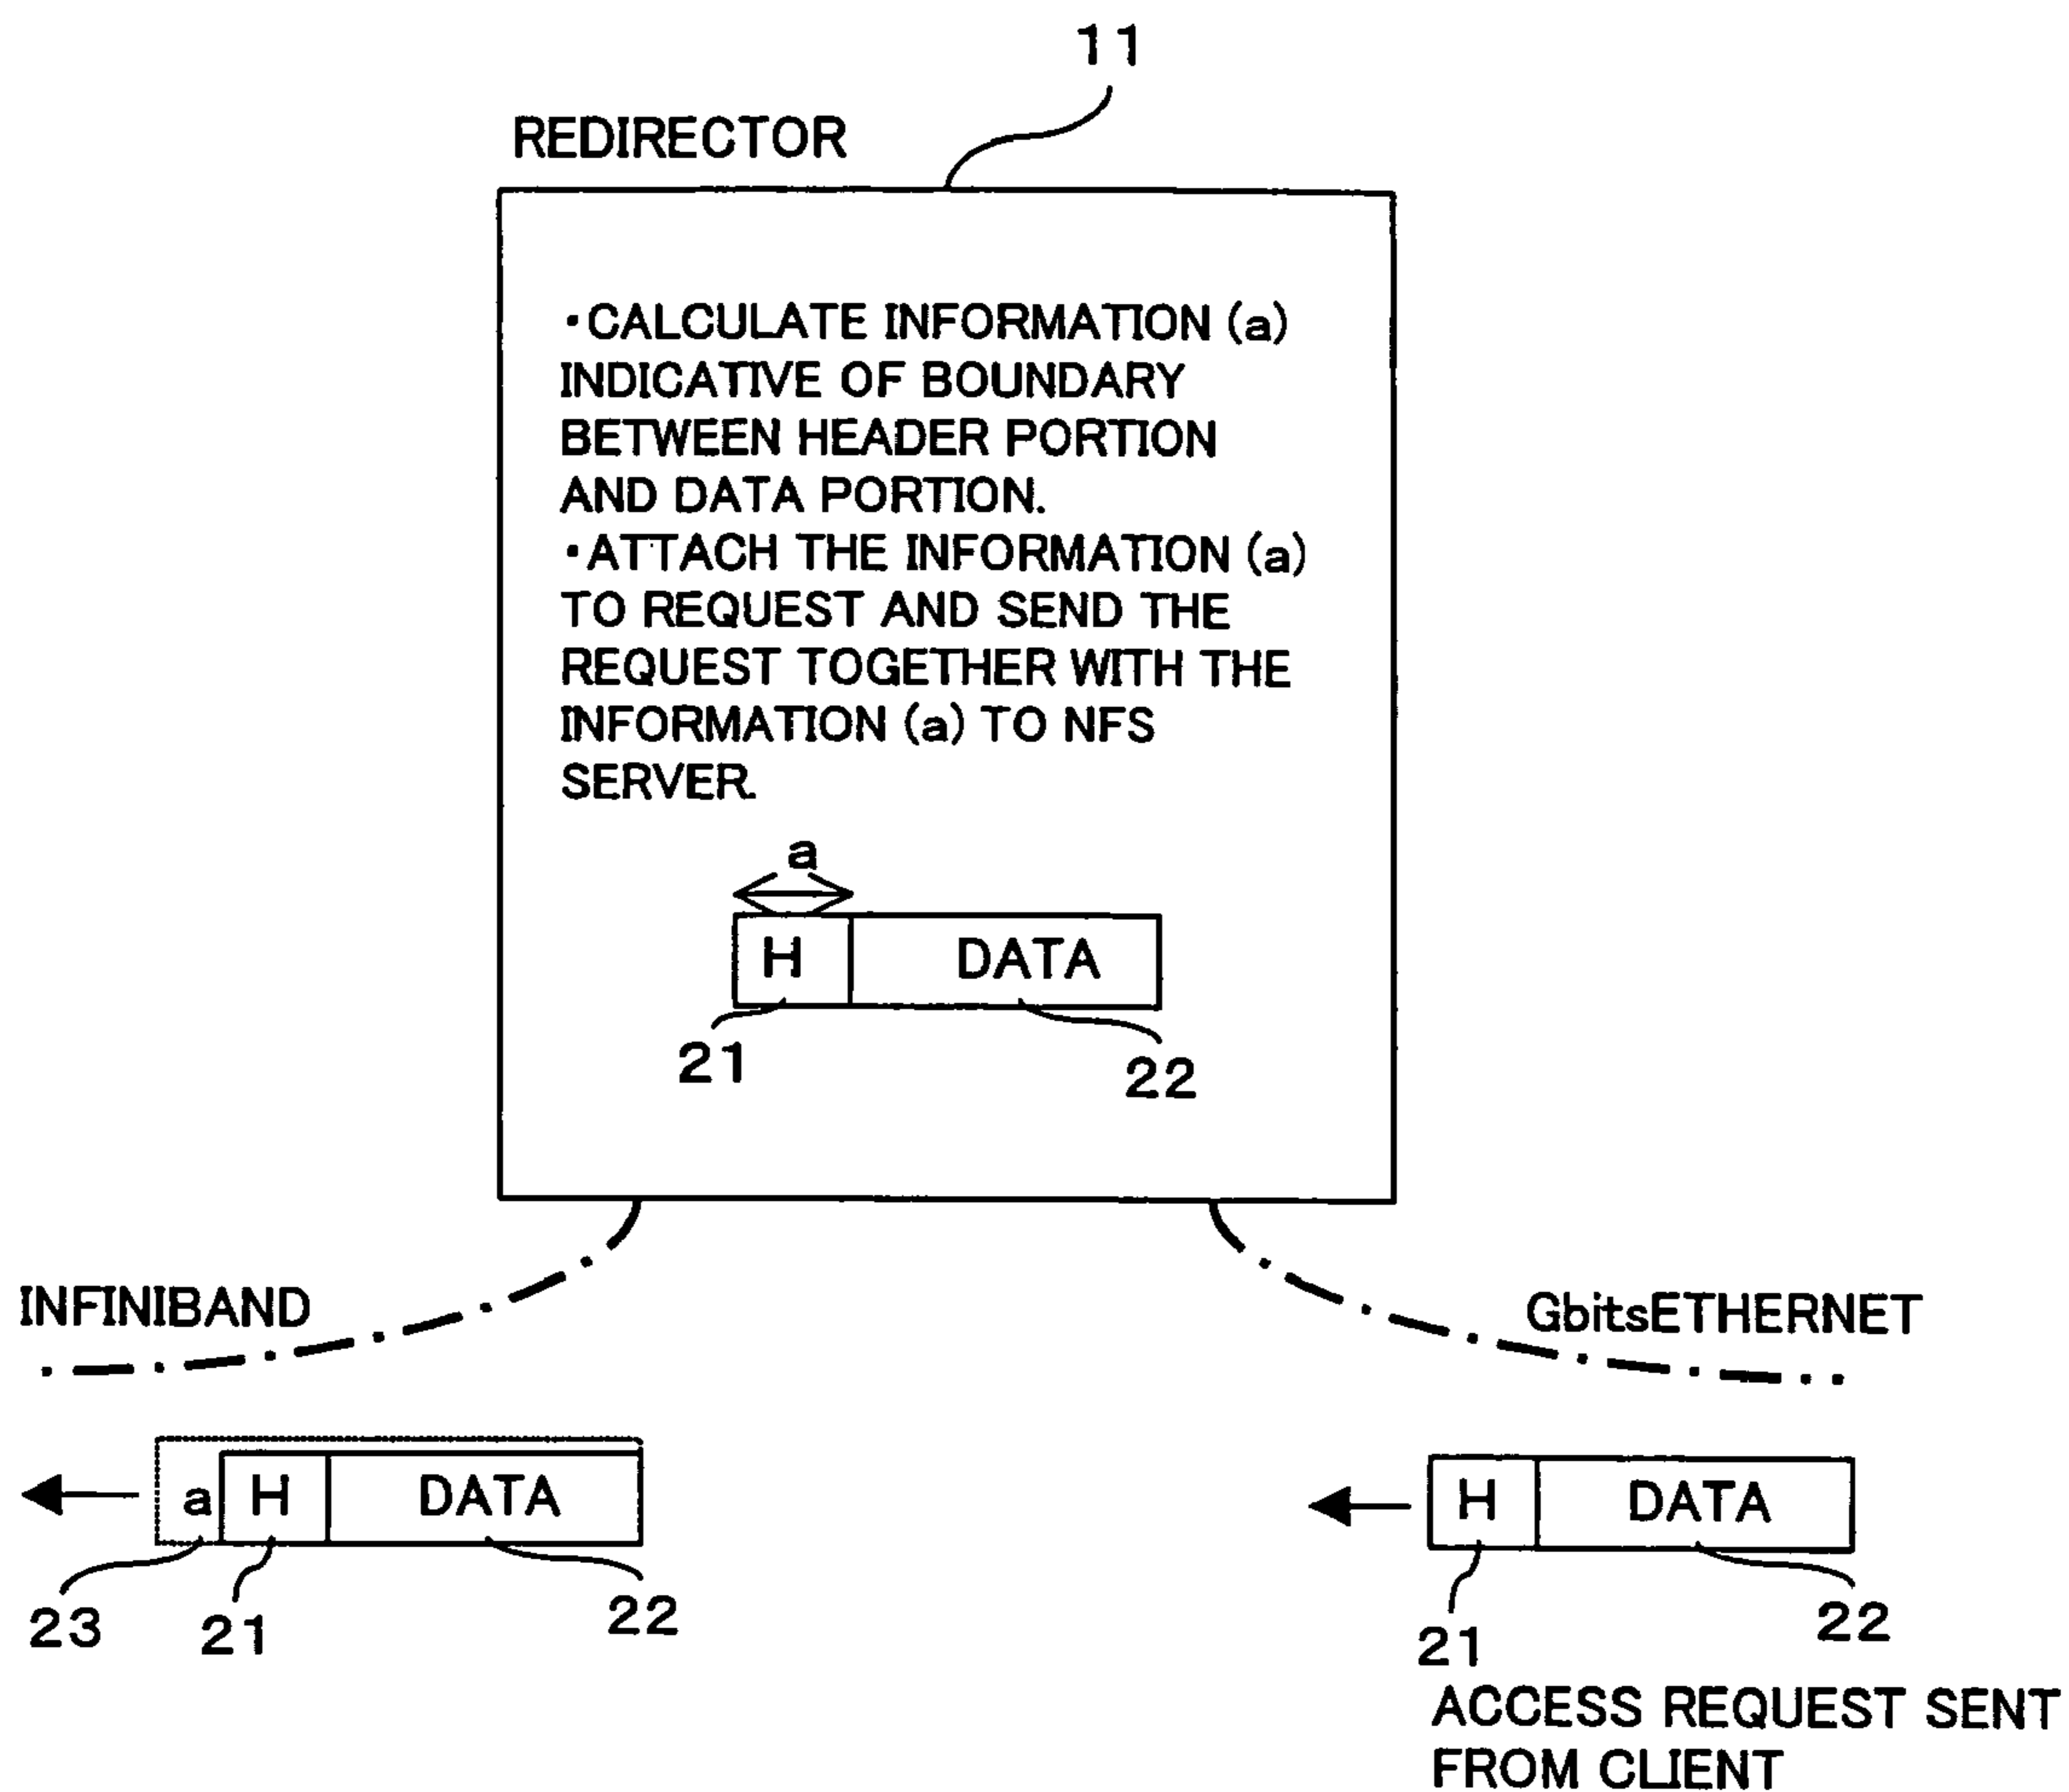 11
REDIRECTOR
・CALCULATE INFORMATION (a)
INDICATIVE OF BOUNDARY
BETWEEN HEADER PORTION
AND DATA PORTION.
・ATTACH THE INFORMATION (a)
TO REQUEST AND SEND THE
REQUEST TOGETHER WITH THE
INFORMATION (a) TO NFS
SERVER.
a
H DATA
21 22
INFINIBAND
GbitsETHERNET
a H DATA
23 21 22
H DATA
21 22
ACCESS REQUEST SENT
FROM CLIENT